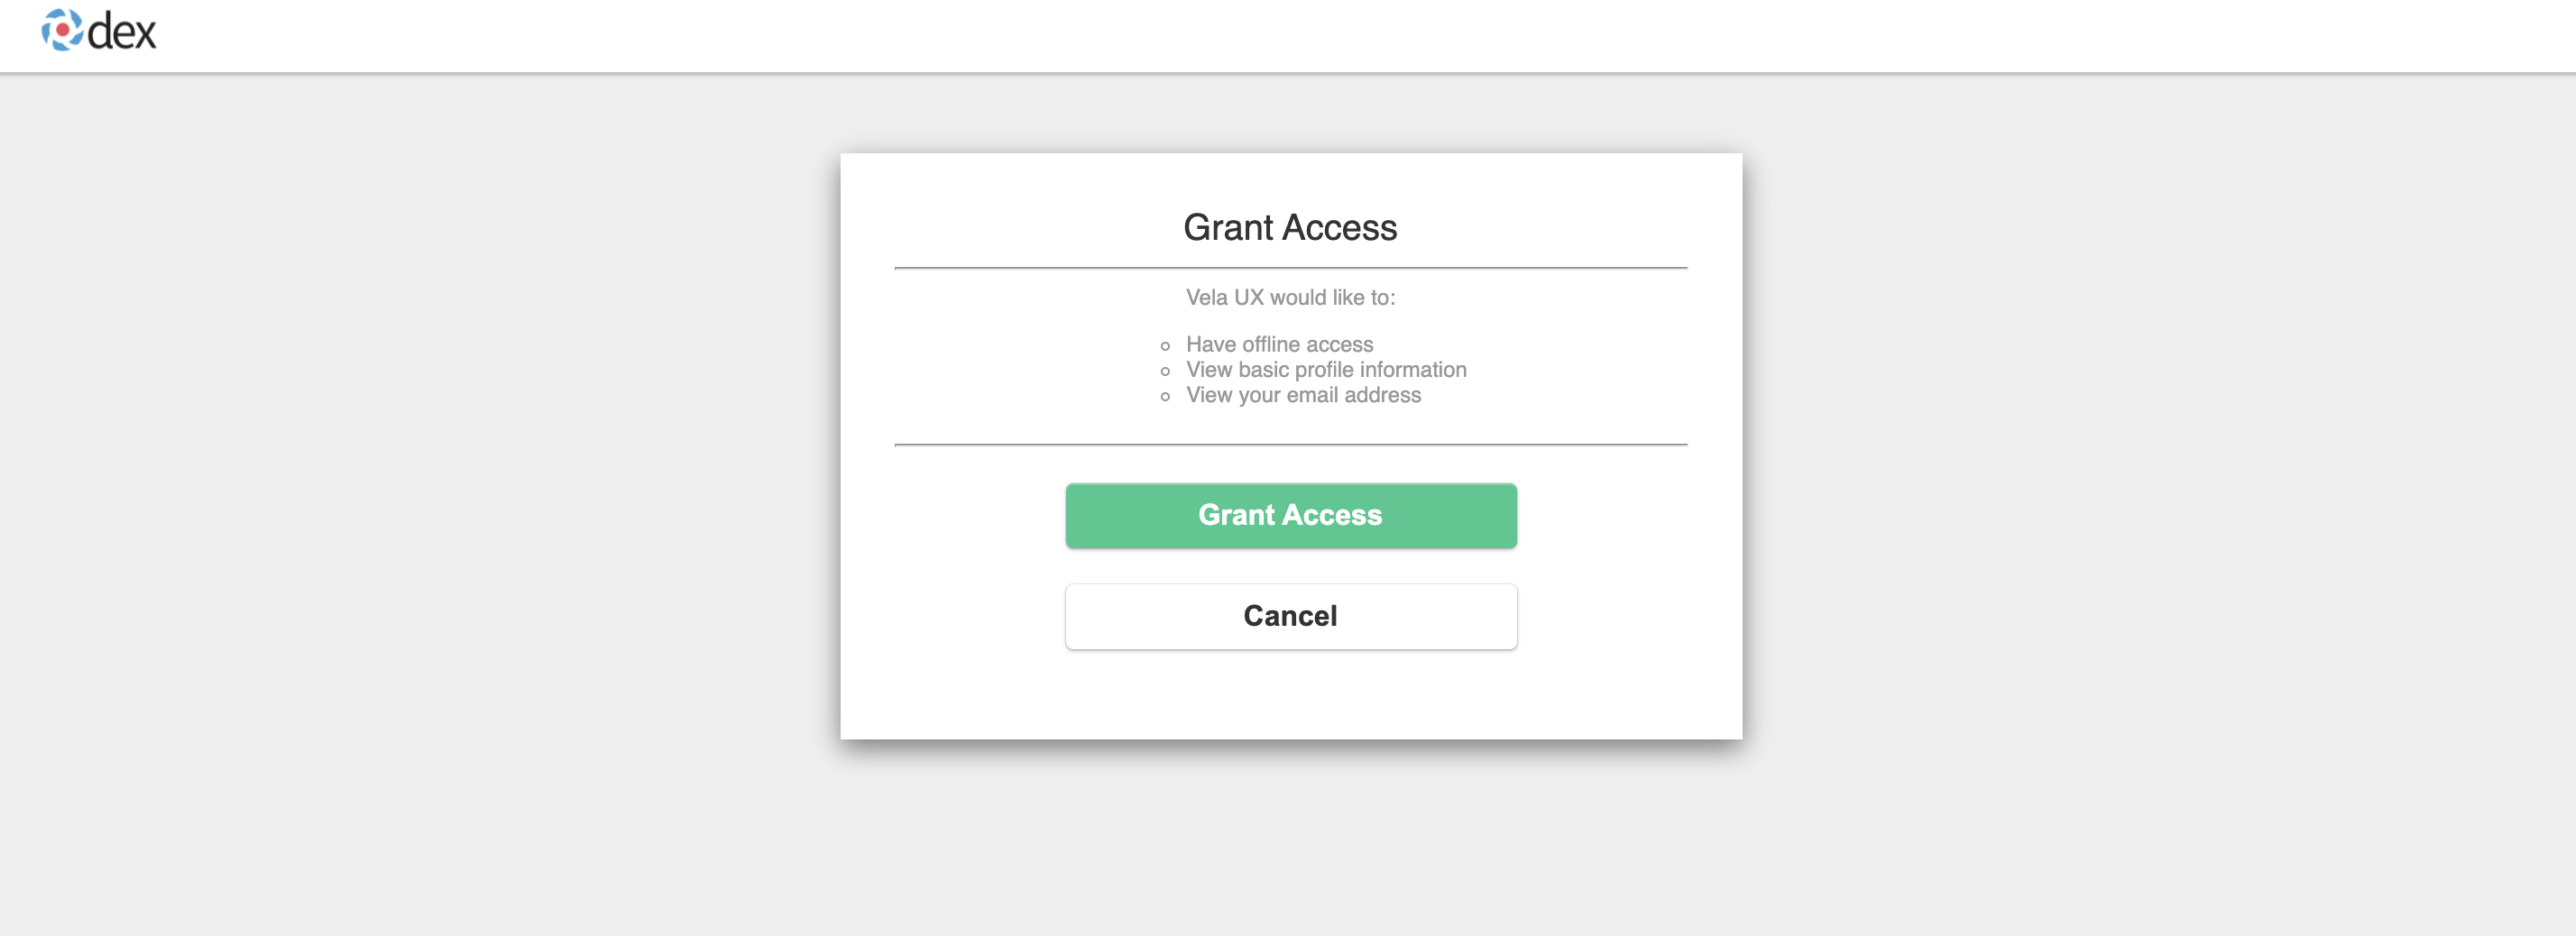 dex
Grant Access
Vela UX would like to:
Have offline access
View basic profile information
View your email address
Grant Access
Cancel